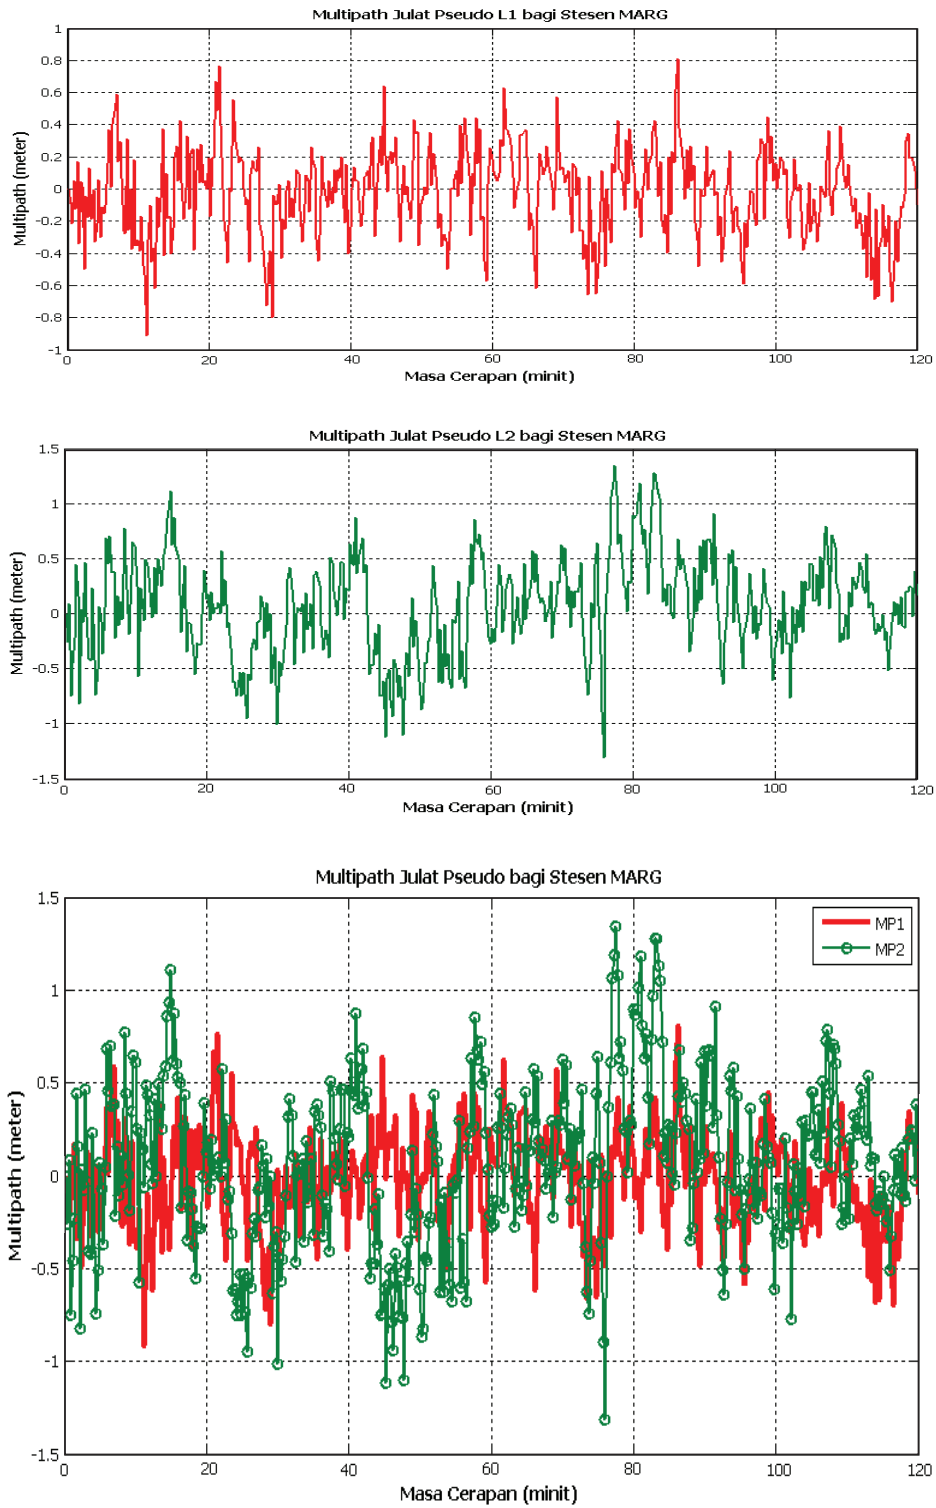 Multipath Julat Pseudo L1 bagi Stesen MARG
1
0.8
0.6
0.4
0.2
0
-0.2
-0.4
-0.6
-0.8
-1
Multipath (meter)
0 20 40 60 80 100 120
Masa Cerapan (minit)
Multipath Julat Pseudo L2 bagi Stesen MARG
1.5
1
0.5
0
-0.5
-1
-1.5
Multipath (meter)
0 20 40 60 80 100 120
Masa Cerapan (minit)
Multipath Julat Pseudo bagi Stesen MARG
1.5
1
0.5
0
-0.5
-1
-1.5
Multipath (meter)
MP1
MP2
0 20 40 60 80 100 120
Masa Cerapan (minit)